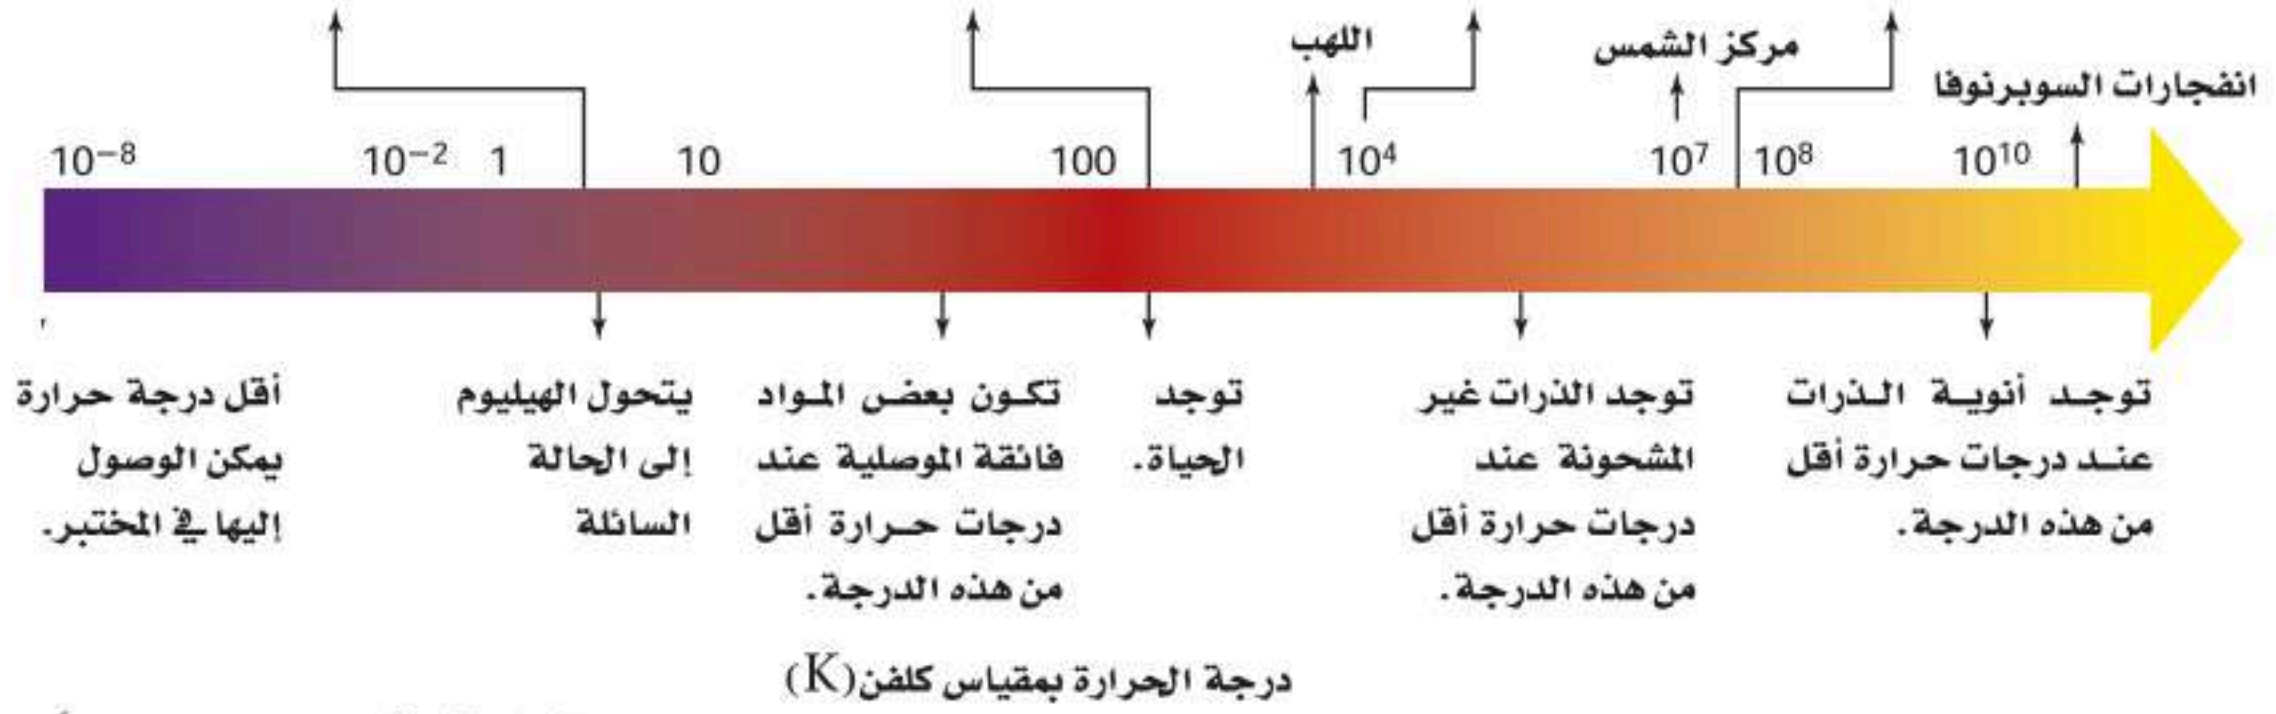 اللهب
مركز الشمس
انفجارات السوبرنوفا
10⁻⁸ 10⁻² 1 10 100 10⁴ 10⁷ 10⁸ 10¹⁰
أقل درجة حرارة
يمكن الوصول
إليها في المختبر.
يتحول الهيليوم
إلى الحالة
السائلة
تكون بعض المواد
فائقة الموصلية عند
درجات حرارة أقل
من هذه الدرجة.
توجد
الحياة.
توجد الذرات غير
المشحونة عند
درجات حرارة أقل
من هذه الدرجة.
توجد أنوية الذرات
عند درجات حرارة أقل
من هذه الدرجة.
درجة الحرارة بمقياس كلفن(K)